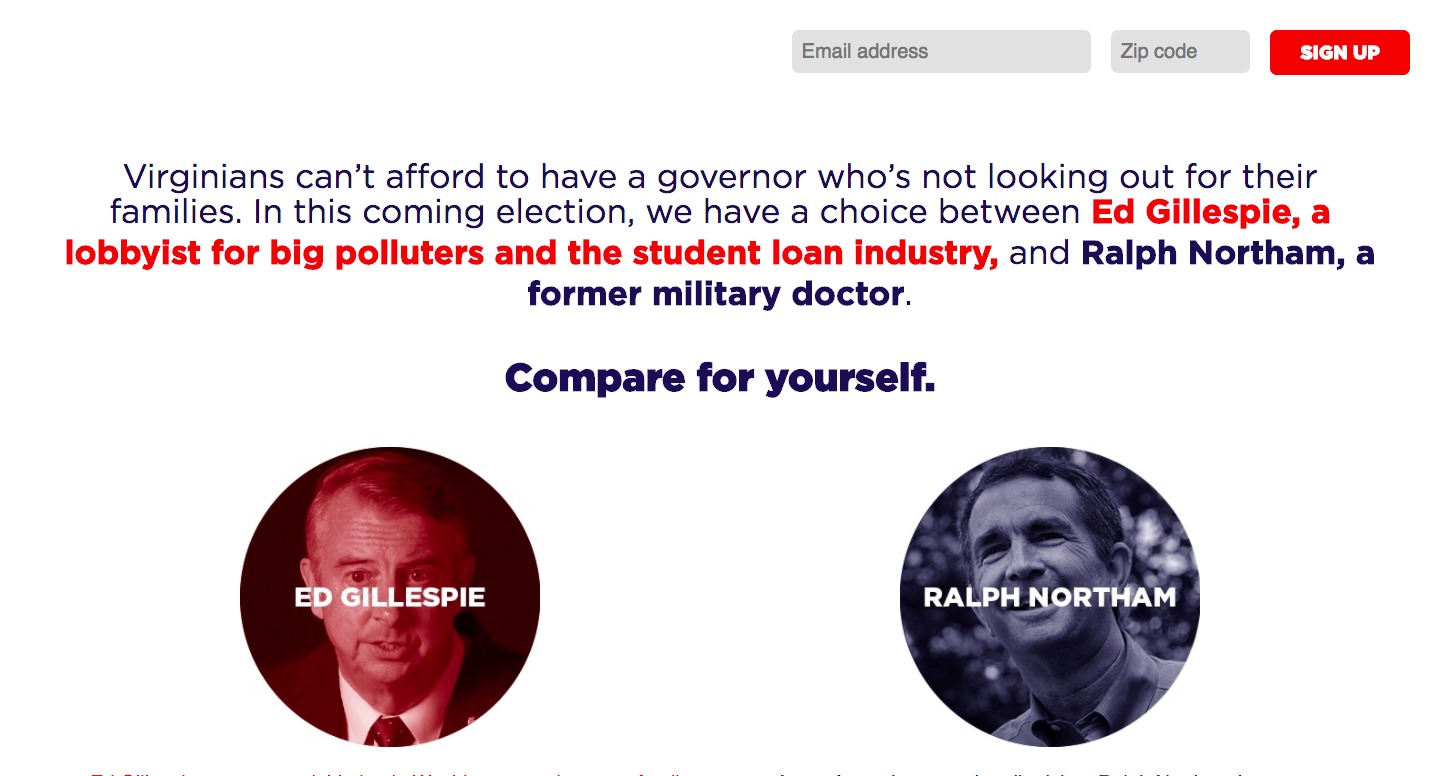 Email address Zip code SIGN UP
Virginians can’t afford to have a governor who’s not looking out for their
families. In this coming election, we have a choice between Ed Gillespie, a
lobbyist for big polluters and the student loan industry, and Ralph Northam, a
former military doctor.
Compare for yourself.
ED GILLESPIE RALPH NORTHAM